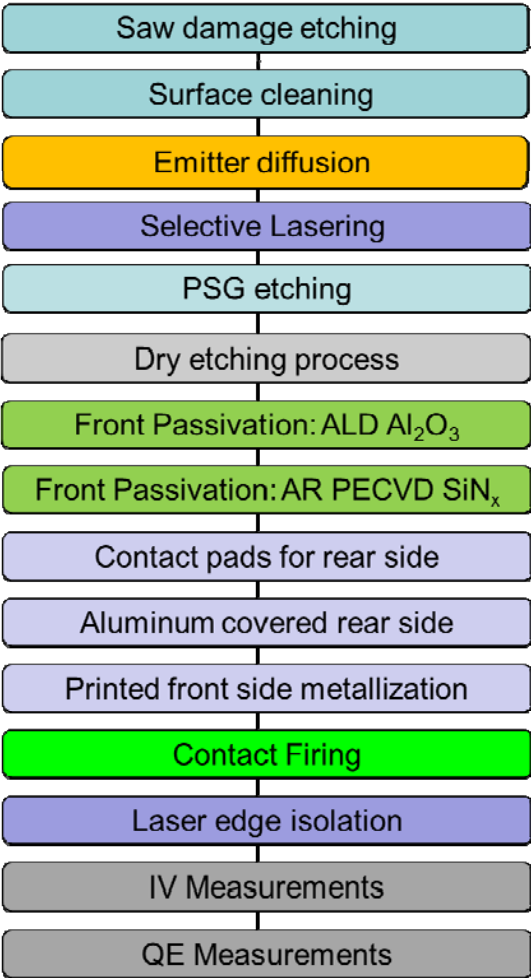 Saw damage etching
Surface cleaning
Emitter diffusion
Selective Lasering
PSG etching
Dry etching process
Front Passivation: ALD Al₂O₃
Front Passivation: AR PECVD SiNₓ
Contact pads for rear side
Aluminum covered rear side
Printed front side metallization
Contact Firing
Laser edge isolation
IV Measurements
QE Measurements